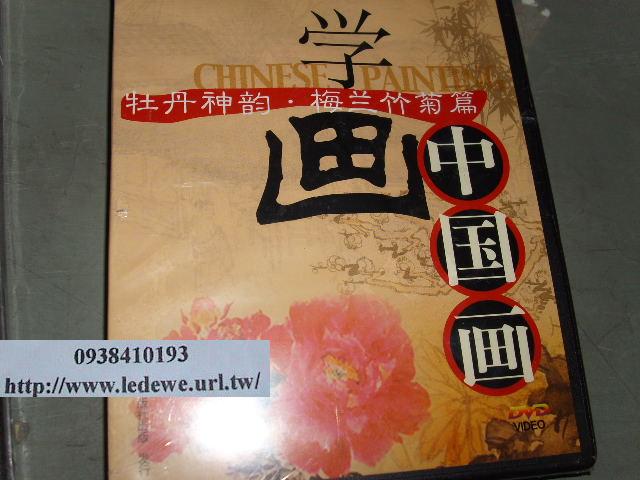 学
CHINESE PAINTING
牡丹神韵·梅兰竹菊篇
画
中
国
画
0938410193
http://www.ledewe.url.tw/
DVD
VIDEO